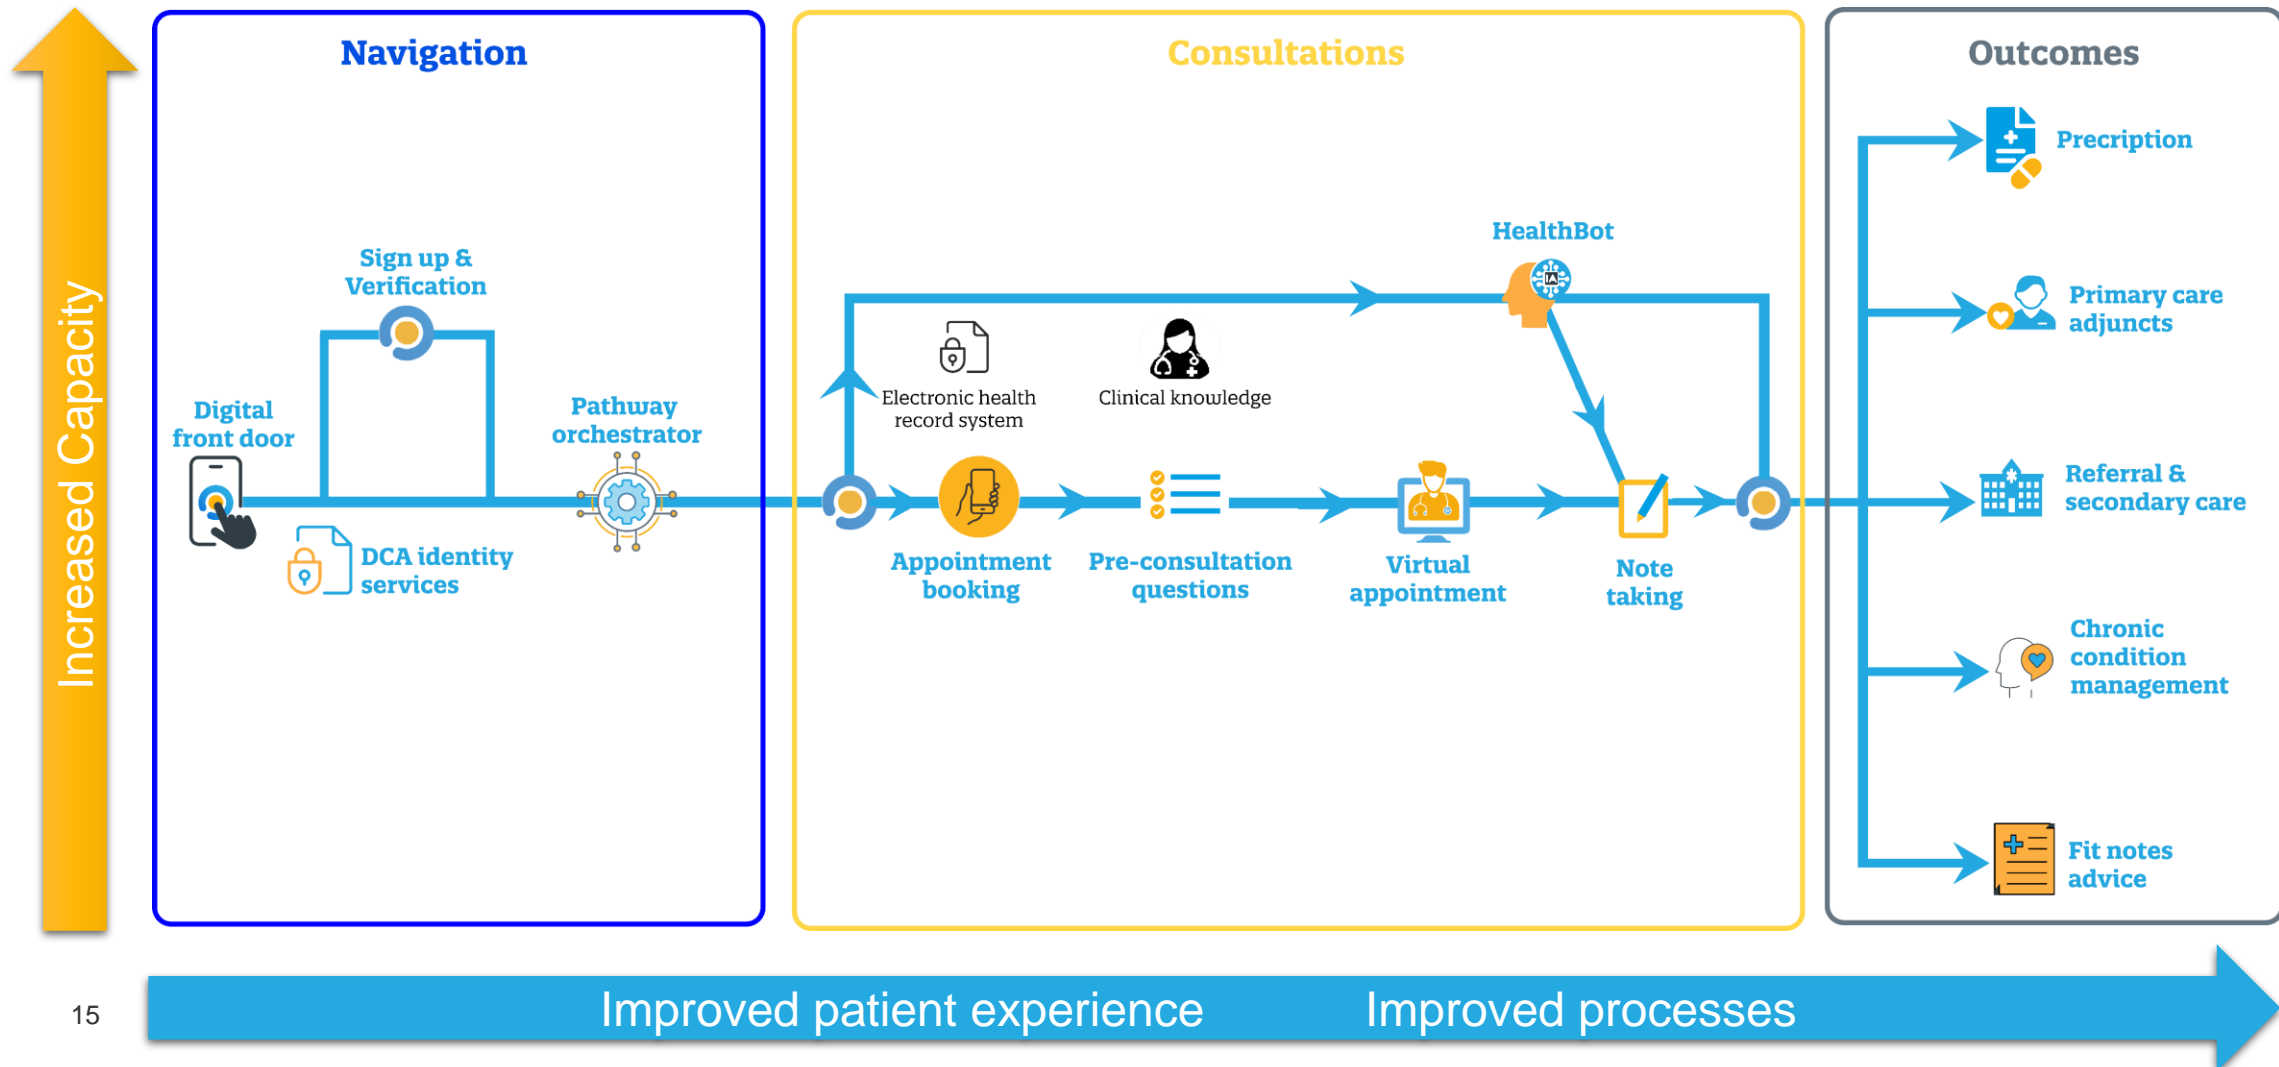 Navigation
Consultations
Outcomes
Increased Capacity
Sign up &
Verification
Digital
front door
Pathway
orchestrator
DCA identity
services
HealthBot
IA
Electronic health
record system
Clinical knowledge
Appointment
booking
Pre-consultation
questions
Virtual
appointment
Note
taking
Precription
Primary care
adjuncts
Referral &
secondary care
Chronic
condition
management
Fit notes
advice
Improved patient experience Improved processes
15